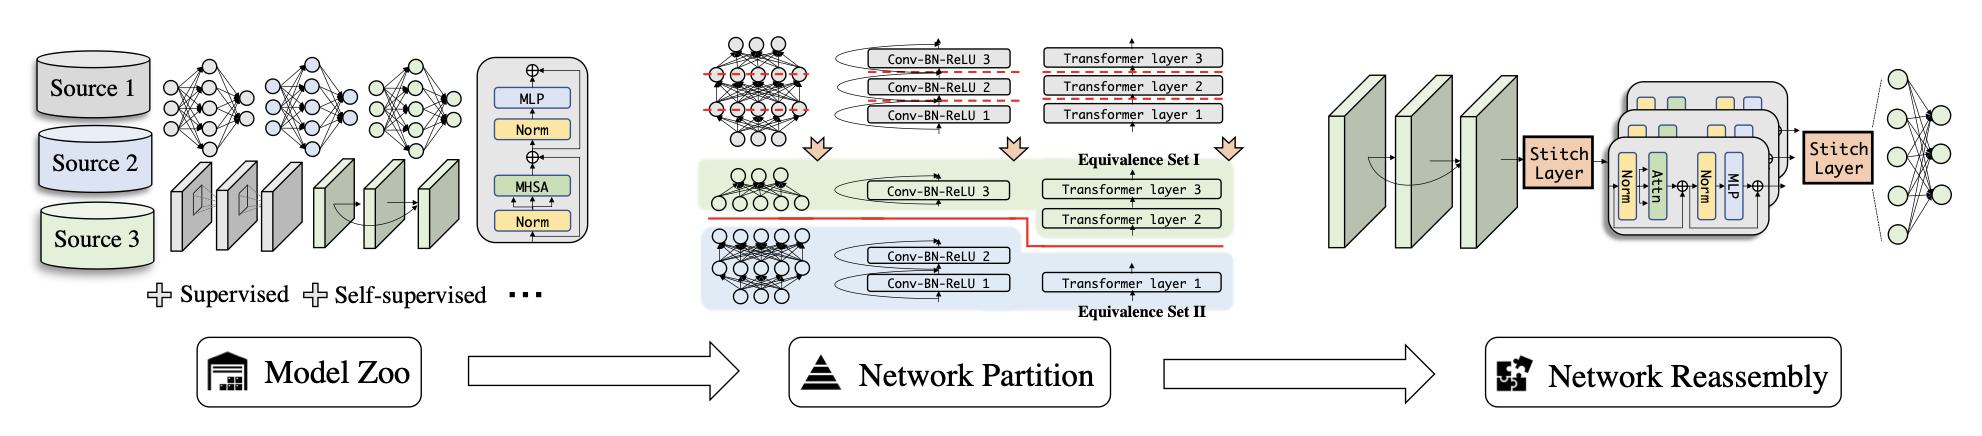 Source 1
Source 2
Source 3
MLP
Norm
MHSA
Norm
Supervised
Self-supervised
...
Model Zoo
Conv-BN-ReLU 3
Conv-BN-ReLU 2
Conv-BN-ReLU 1
Transformer layer 3
Transformer layer 2
Transformer layer 1
Equivalence Set I
Conv-BN-ReLU 3
Transformer layer 3
Transformer layer 2
Conv-BN-ReLU 2
Conv-BN-ReLU 1
Transformer layer 1
Equivalence Set II
Network Partition
Stitch
Layer
Norm
Attn
Norm
MLP
Stitch
Layer
Network Reassembly